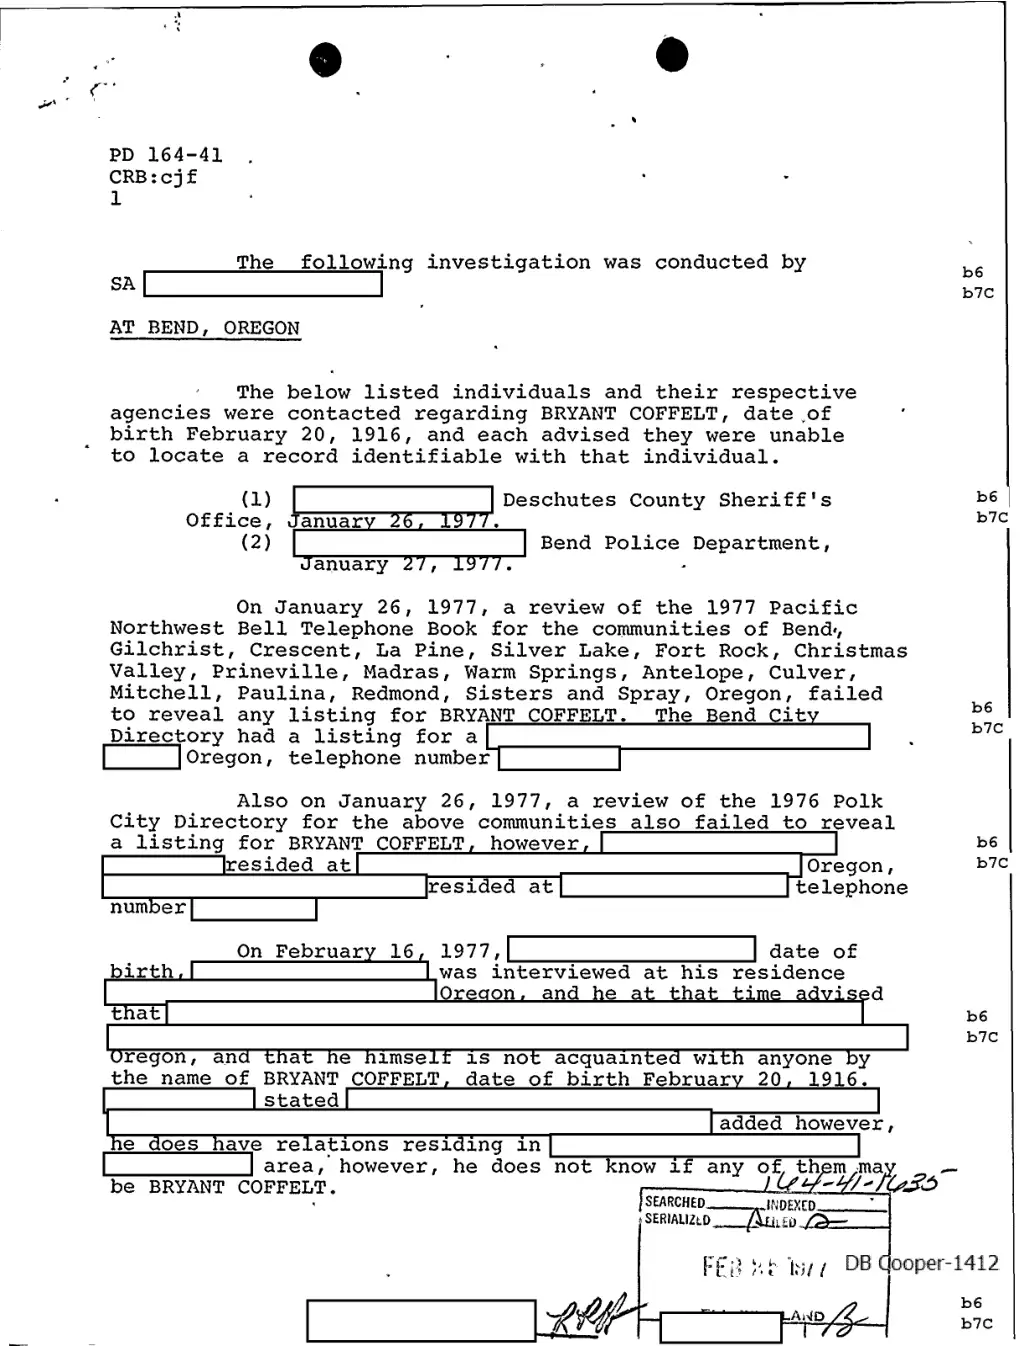 PD 164-41
CRB:cjf
1
The following investigation was conducted by
SA
b6
b7C
AT BEND, OREGON
The below listed individuals and their respective
agencies were contacted regarding BRYANT COFFELT, date of
birth February 20, 1916, and each advised they were unable
to locate a record identifiable with that individual.
(1) Deschutes County Sheriff's
Office, January 26, 1977.
(2) Bend Police Department,
January 27, 1977.
b6
b7C
On January 26, 1977, a review of the 1977 Pacific
Northwest Bell Telephone Book for the communities of Bend,
Gilchrist, Crescent, La Pine, Silver Lake, Fort Rock, Christmas
Valley, Prineville, Madras, Warm Springs, Antelope, Culver,
Mitchell, Paulina, Redmond, Sisters and Spray, Oregon, failed
to reveal any listing for BRYANT COFFELT. The Bend City
Directory had a listing for a
Oregon, telephone number
b6
b7C
Also on January 26, 1977, a review of the 1976 Polk
City Directory for the above communities also failed to reveal
a listing for BRYANT COFFELT, however,
resided at Oregon,
resided at telephone
number
b6
b7C
On February 16, 1977, date of
birth, was interviewed at his residence
Oregon, and he at that time advised
that
Oregon, and that he himself is not acquainted with anyone by
the name of BRYANT COFFELT, date of birth February 20, 1916.
stated
added however,
he does have relations residing in
area, however, he does not know if any of them may
be BRYANT COFFELT.
b6
b7C
164-41-1635
SEARCHED INDEXED
SERIALIZED FILED
FEB 1977
DB Cooper-1412
LAND
b6
b7C